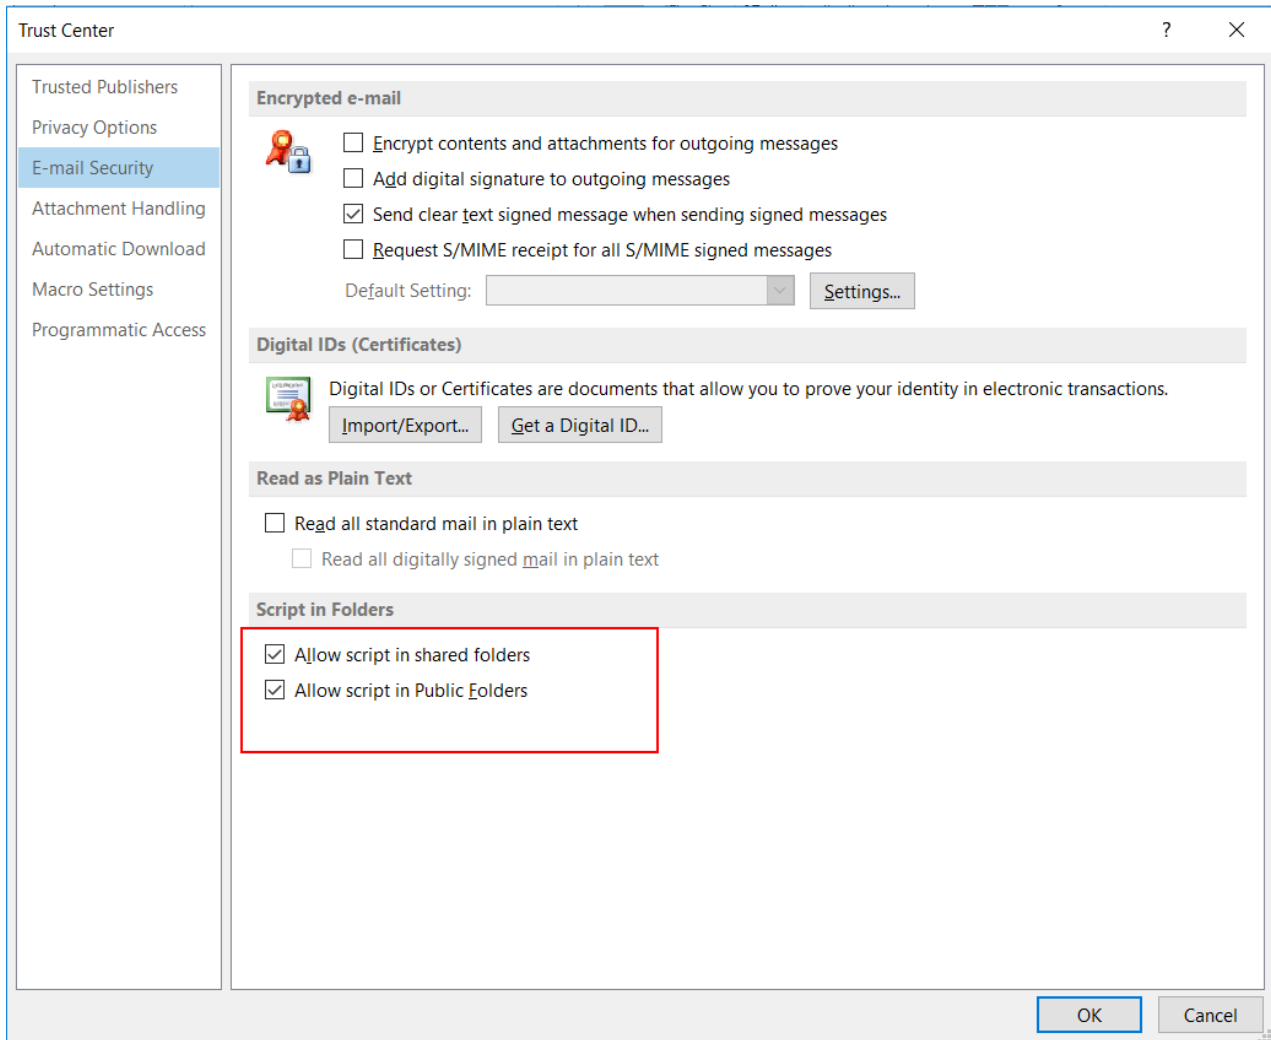 Trust Center
?
Trusted Publishers
Privacy Options
E-mail Security
Attachment Handling
Automatic Download
Macro Settings
Programmatic Access
Encrypted e-mail
Encrypt contents and attachments for outgoing messages
Add digital signature to outgoing messages
Send clear text signed message when sending signed messages
Request S/MIME receipt for all S/MIME signed messages
Default Setting:
Settings...
Digital IDs (Certificates)
Digital IDs or Certificates are documents that allow you to prove your identity in electronic transactions.
Import/Export...
Get a Digital ID...
Read as Plain Text
Read all standard mail in plain text
Read all digitally signed mail in plain text
Script in Folders
Allow script in shared folders
Allow script in Public Folders
OK
Cancel